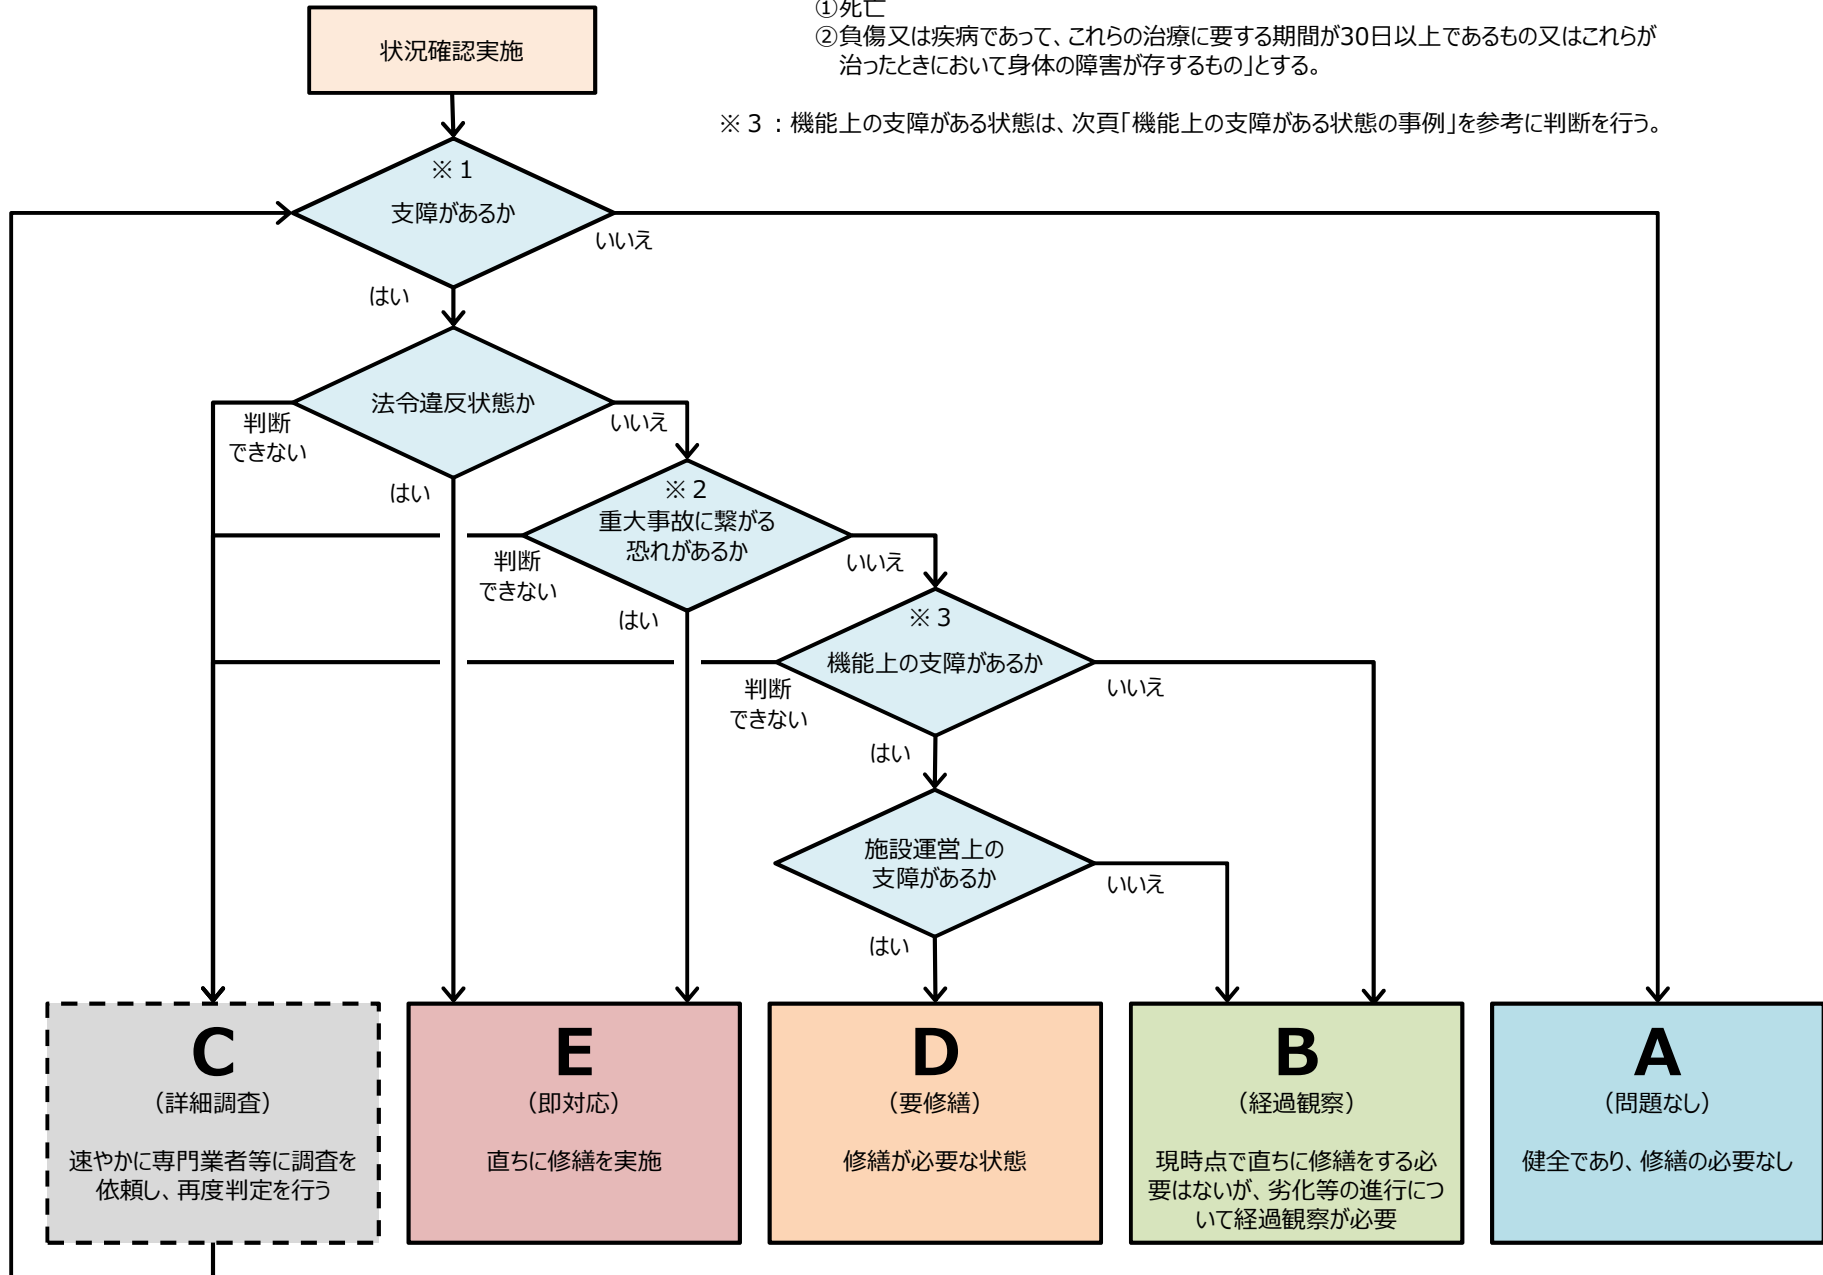 ①死亡
②負傷又は疾病であって、これらの治療に要する期間が30日以上であるもの又はこれらが
治ったときにおいて身体の障害が存するもの」とする。
※３：機能上の支障がある状態は、次頁「機能上の支障がある状態の事例」を参考に判断を行う。
状況確認実施
※１
支障があるか
いいえ
はい
法令違反状態か
判断
できない
いいえ
はい
※２
重大事故に繋がる
恐れがあるか
判断
できない
いいえ
はい
※３
機能上の支障があるか
判断
できない
いいえ
はい
施設運営上の
支障があるか
いいえ
はい
C
（詳細調査）
速やかに専門業者等に調査を
依頼し、再度判定を行う
E
（即対応）
直ちに修繕を実施
D
（要修繕）
修繕が必要な状態
B
（経過観察）
現時点で直ちに修繕をする必
要はないが、劣化等の進行につ
いて経過観察が必要
A
（問題なし）
健全であり、修繕の必要なし